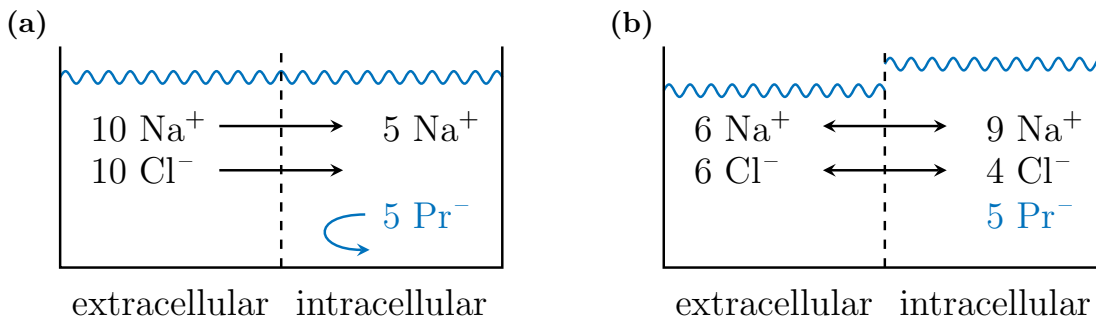 (a)
10 Na⁺ 5 Na⁺
10 Cl⁻
5 Pr⁻
extracellular intracellular
(b)
6 Na⁺ 9 Na⁺
6 Cl⁻ 4 Cl⁻
5 Pr⁻
extracellular intracellular